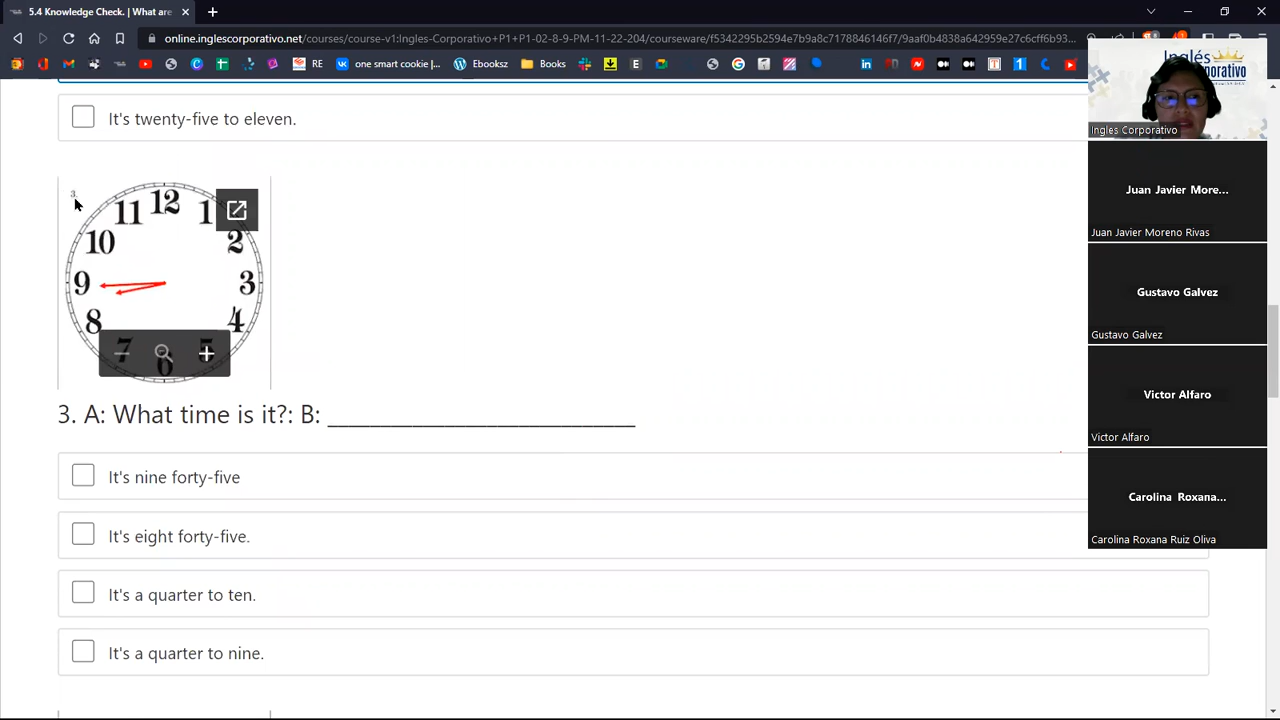 5.4 Knowledge Check. | What are
online.inglescorporativo.net/courses/course-v1:Ingles-Corporativo+P1+P1-02-8-9-PM-11-22-204/courseware/f5342295b2594e7b9a8c7178846146f7/9aaf0b4838a642959e27c6cff6b93...
RE
one smart cookie |...
Books
It's twenty-five to eleven.
3.
12
11
1
10
2
9
3
8
4
7
6
5
3. A: What time is it?: B: ____________________________
It's nine forty-five
It's eight forty-five.
It's a quarter to ten.
It's a quarter to nine.
Inglés
Ingles Corporativo
Juan Javier More...
Juan Javier Moreno Rivas
Gustavo Galvez
Gustavo Galvez
Victor Alfaro
Victor Alfaro
Carolina Roxana...
Carolina Roxana Ruiz Oliva